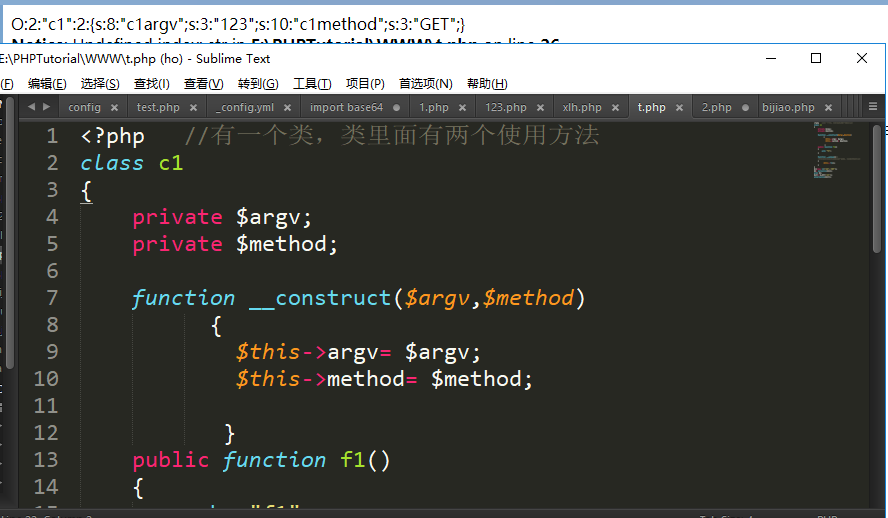 O:2:"c1":2:{s:8:"c1argv";s:3:"123";s:10:"c1method";s:3:"GET";}
Notice: Undefined index: str in E:\PHPTutorial\WWW\t.php on line 26
E:\PHPTutorial\WWW\t.php (ho) - Sublime Text
(F) 编辑(E) 选择(S) 查找(I) 查看(V) 转到(G) 工具(T) 项目(P) 首选项(N) 帮助(H)
config test.php _config.yml import base64 1.php 123.php xlh.php t.php 2.php bijiao.php
1 <?php //有一个类，类里面有两个使用方法
2 class c1
3 {
4 private $argv;
5 private $method;
6
7 function __construct($argv,$method)
8 {
9 $this->argv= $argv;
10 $this->method= $method;
11
12 }
13 public function f1()
14 {